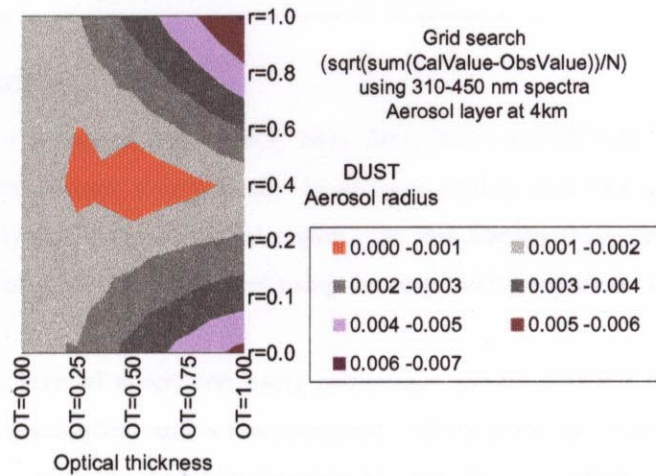 r=1.0
r=0.8
r=0.6
r=0.4
r=0.2
r=0.1
r=0.0
OT=0.00
OT=0.25
OT=0.50
OT=0.75
OT=1.00
Optical thickness
Grid search
(sqrt(sum(CalValue-ObsValue))/N)
using 310-450 nm spectra
Aerosol layer at 4km
DUST
Aerosol radius
0.000 -0.001
0.001 -0.002
0.002 -0.003
0.003 -0.004
0.004 -0.005
0.005 -0.006
0.006 -0.007